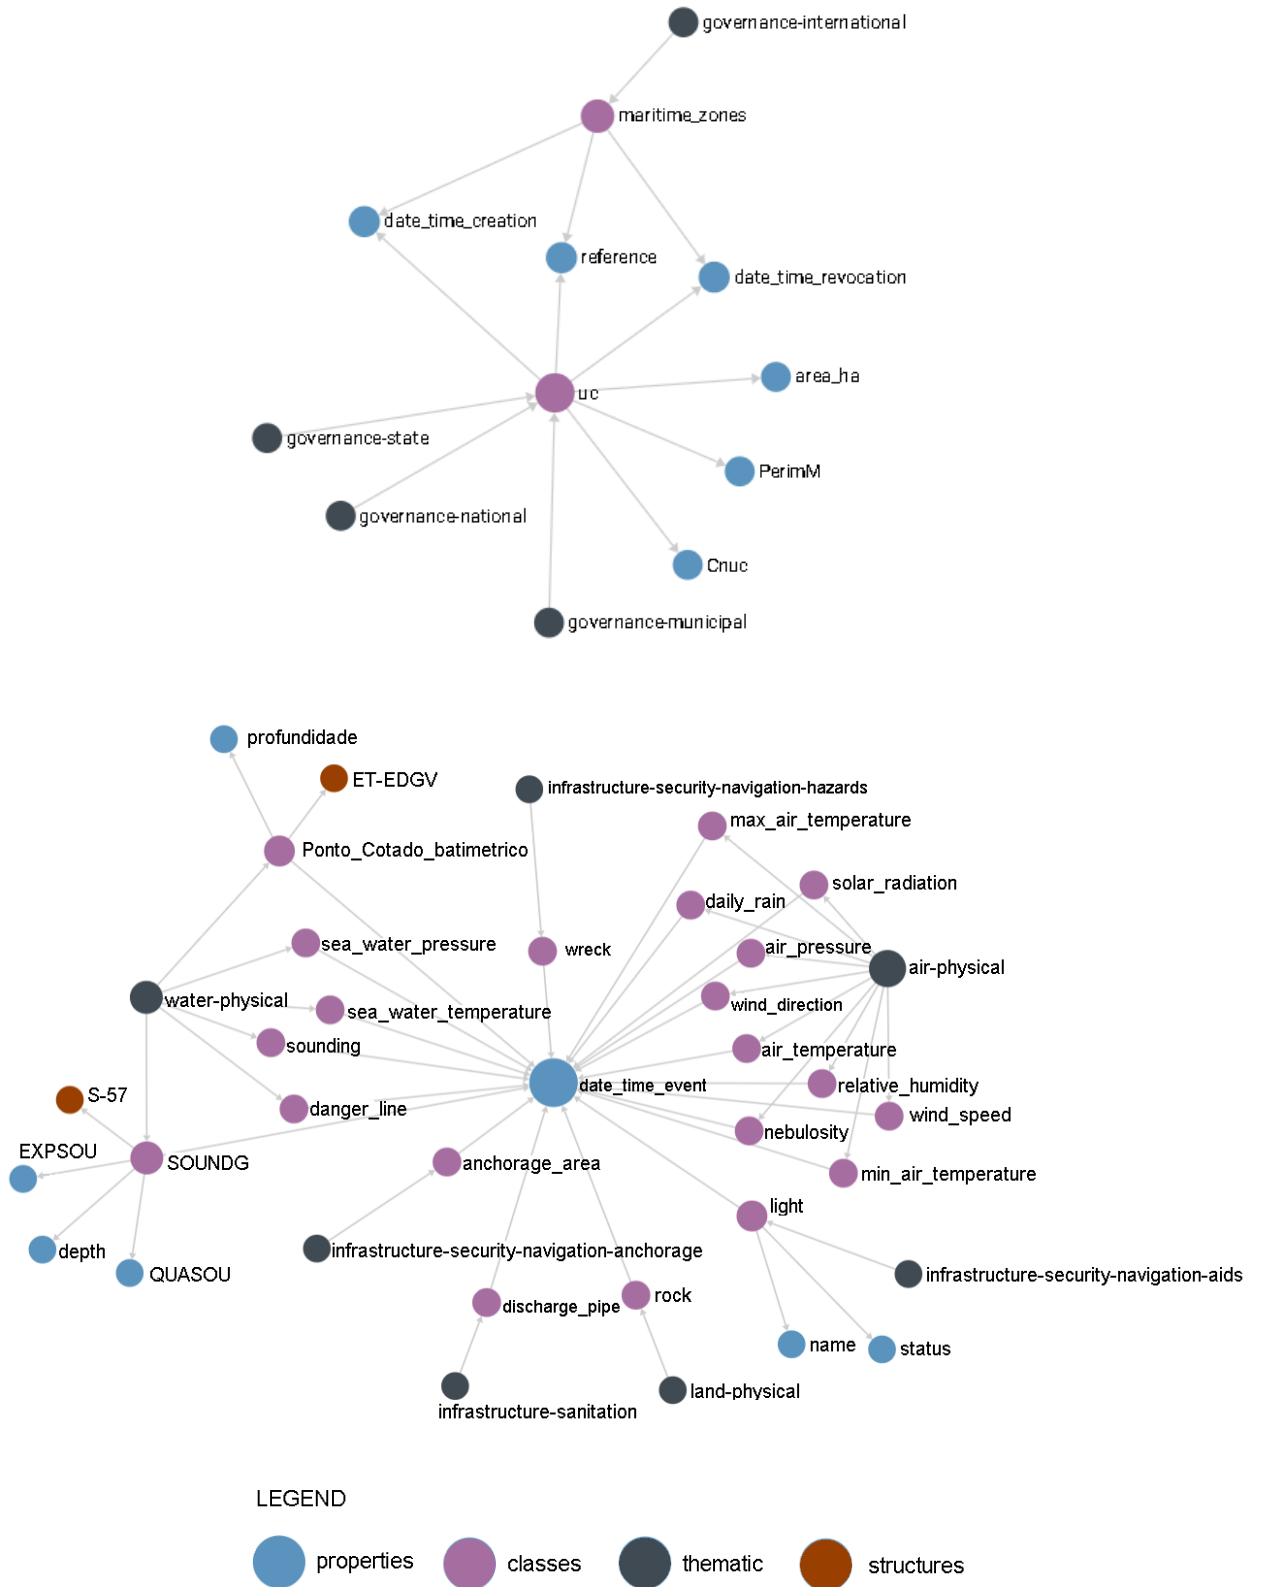 governance-international
maritime_zones
date_time_creation
reference
date_time_revocation
area_ha
uc
governance-state
PerimM
governance-national
Cnuc
governance-municipal
profundidade
ET-EDGV
infrastructure-security-navigation-hazards
max_air_temperature
Ponto_Cotado_batimetrico
solar_radiation
daily_rain
sea_water_pressure
wreck
air_pressure
air-physical
water-physical
sea_water_temperature
wind_direction
sounding
air_temperature
date_time_event
relative_humidity
S-57
danger_line
wind_speed
EXPSOU
SOUNDG
nebulosity
anchorage_area
min_air_temperature
light
depth
infrastructure-security-navigation-anchorage
QUASOU
infrastructure-security-navigation-aids
discharge_pipe
rock
name
status
land-physical
infrastructure-sanitation
LEGEND
properties
classes
thematic
structures